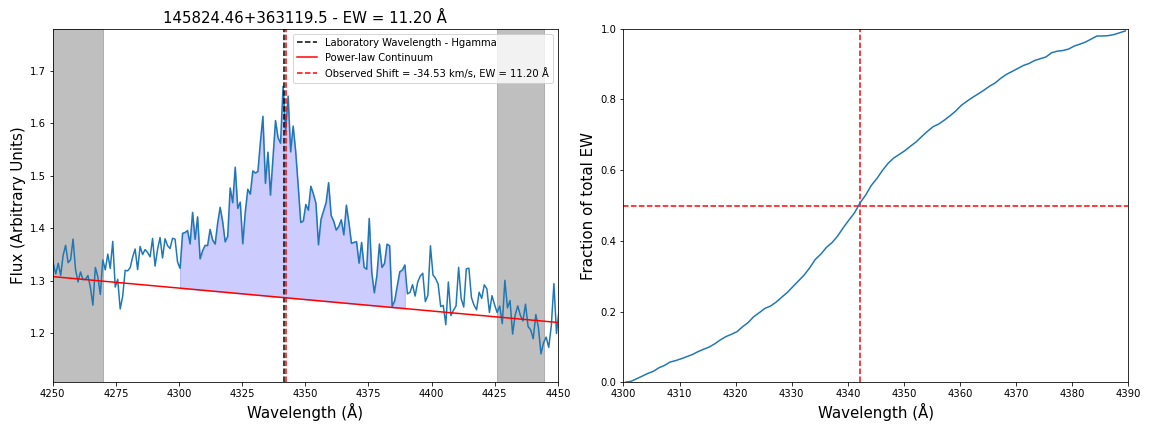 145824.46+363119.5 - EW = 11.20 Å
Laboratory Wavelength - Hgamma
Power-law Continuum
Observed Shift = -34.53 km/s, EW = 11.20 Å
Flux (Arbitrary Units)
1.7
1.6
1.5
1.4
1.3
1.2
4250 4275 4300 4325 4350 4375 4400 4425 4450
Wavelength (Å)
Fraction of total EW
1.0
0.8
0.6
0.4
0.2
0.0
4300 4310 4320 4330 4340 4350 4360 4370 4380 4390
Wavelength (Å)